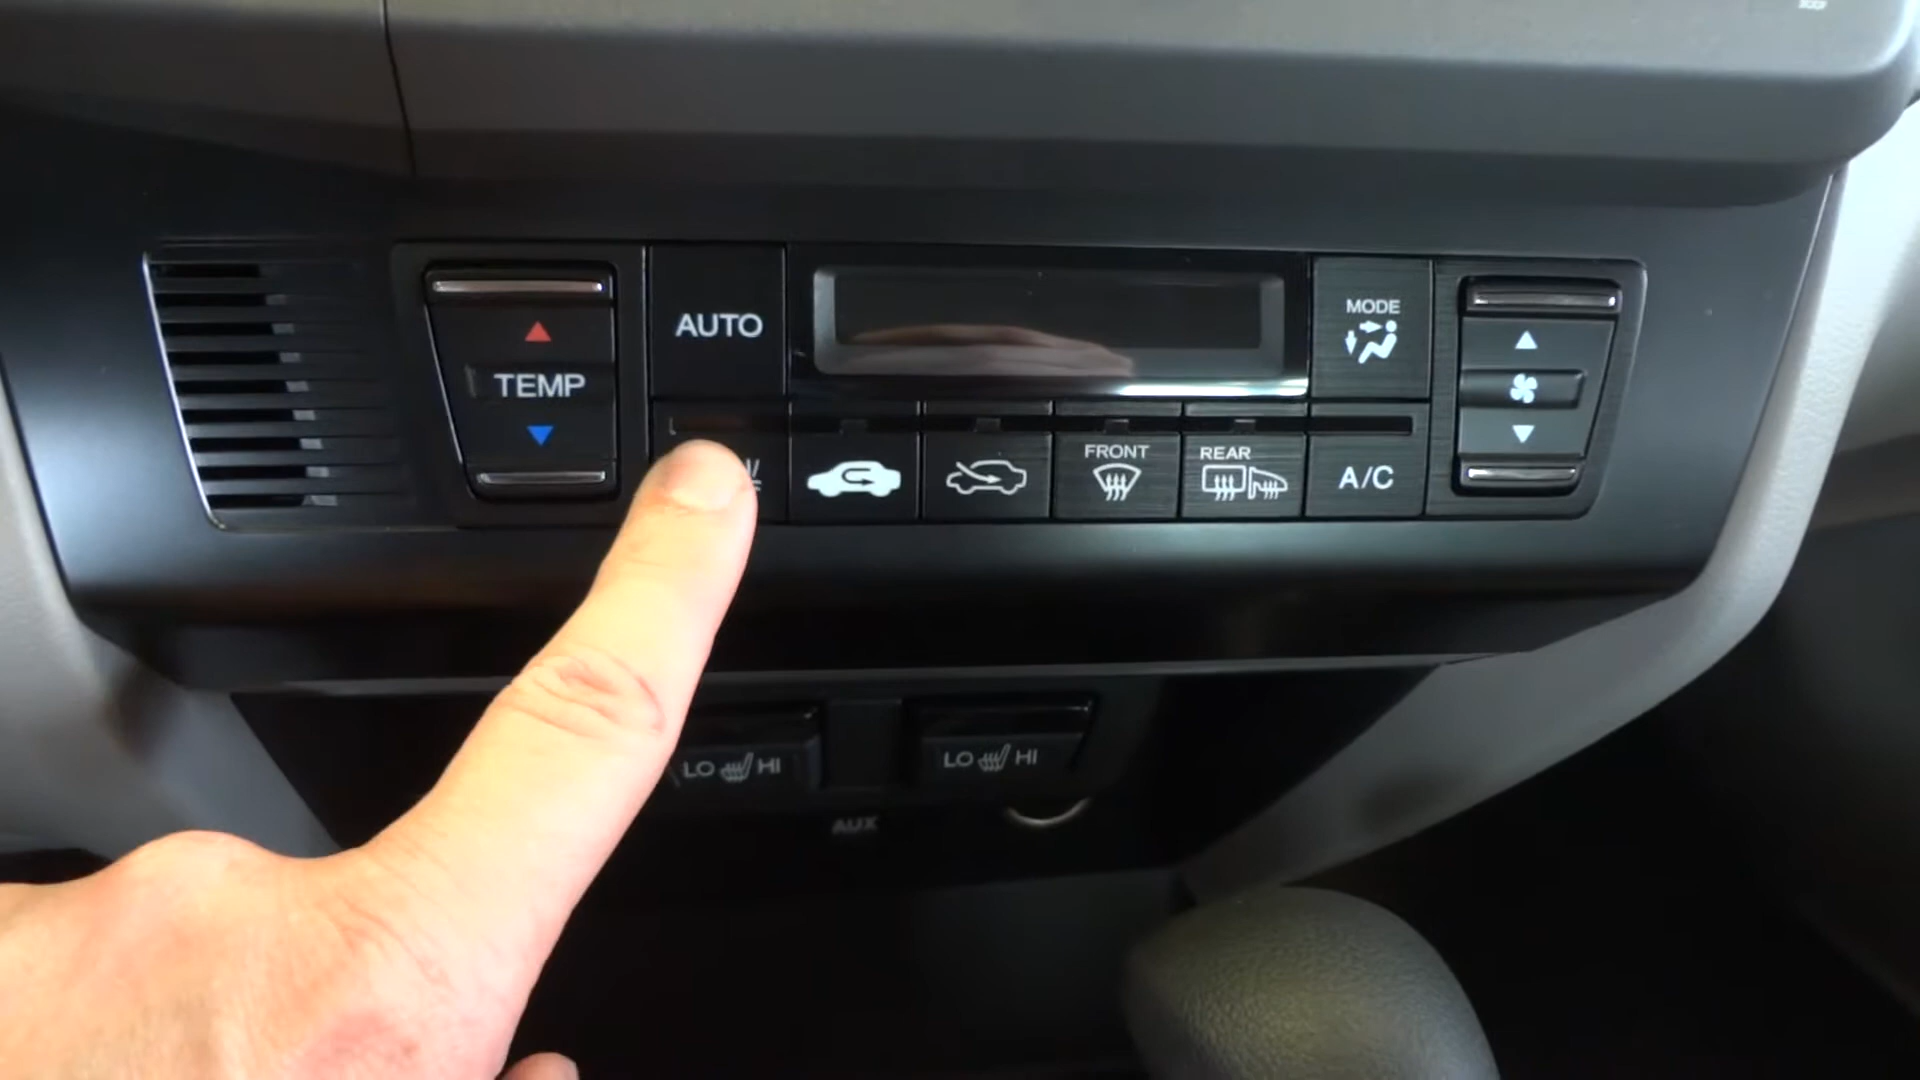 TEMP
AUTO
MODE
FRONT
REAR
A/C
LO HI
LO HI
AUX